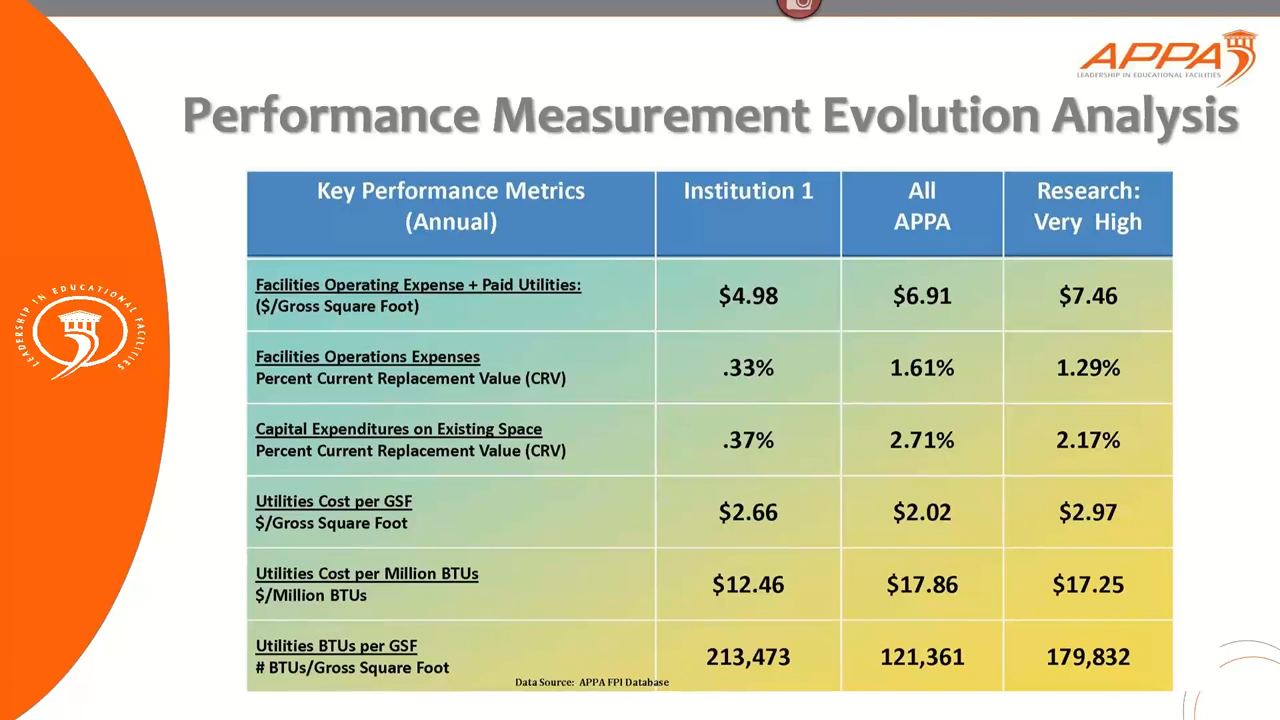 APPA
LEADERSHIP IN EDUCATIONAL FACILITIES
Performance Measurement Evolution Analysis
Key Performance Metrics
(Annual)
Institution 1
All
APPA
Research:
Very High
Facilities Operating Expense + Paid Utilities:
($/Gross Square Foot)
$4.98
$6.91
$7.46
Facilities Operations Expenses
Percent Current Replacement Value (CRV)
.33%
1.61%
1.29%
Capital Expenditures on Existing Space
Percent Current Replacement Value (CRV)
.37%
2.71%
2.17%
Utilities Cost per GSF
$/Gross Square Foot
$2.66
$2.02
$2.97
Utilities Cost per Million BTUs
$/Million BTUs
$12.46
$17.86
$17.25
Utilities BTUs per GSF
# BTUs/Gross Square Foot
213,473
121,361
179,832
Data Source: APPA FPI Database
LEADERSHIP IN EDUCATIONAL FACILITIES